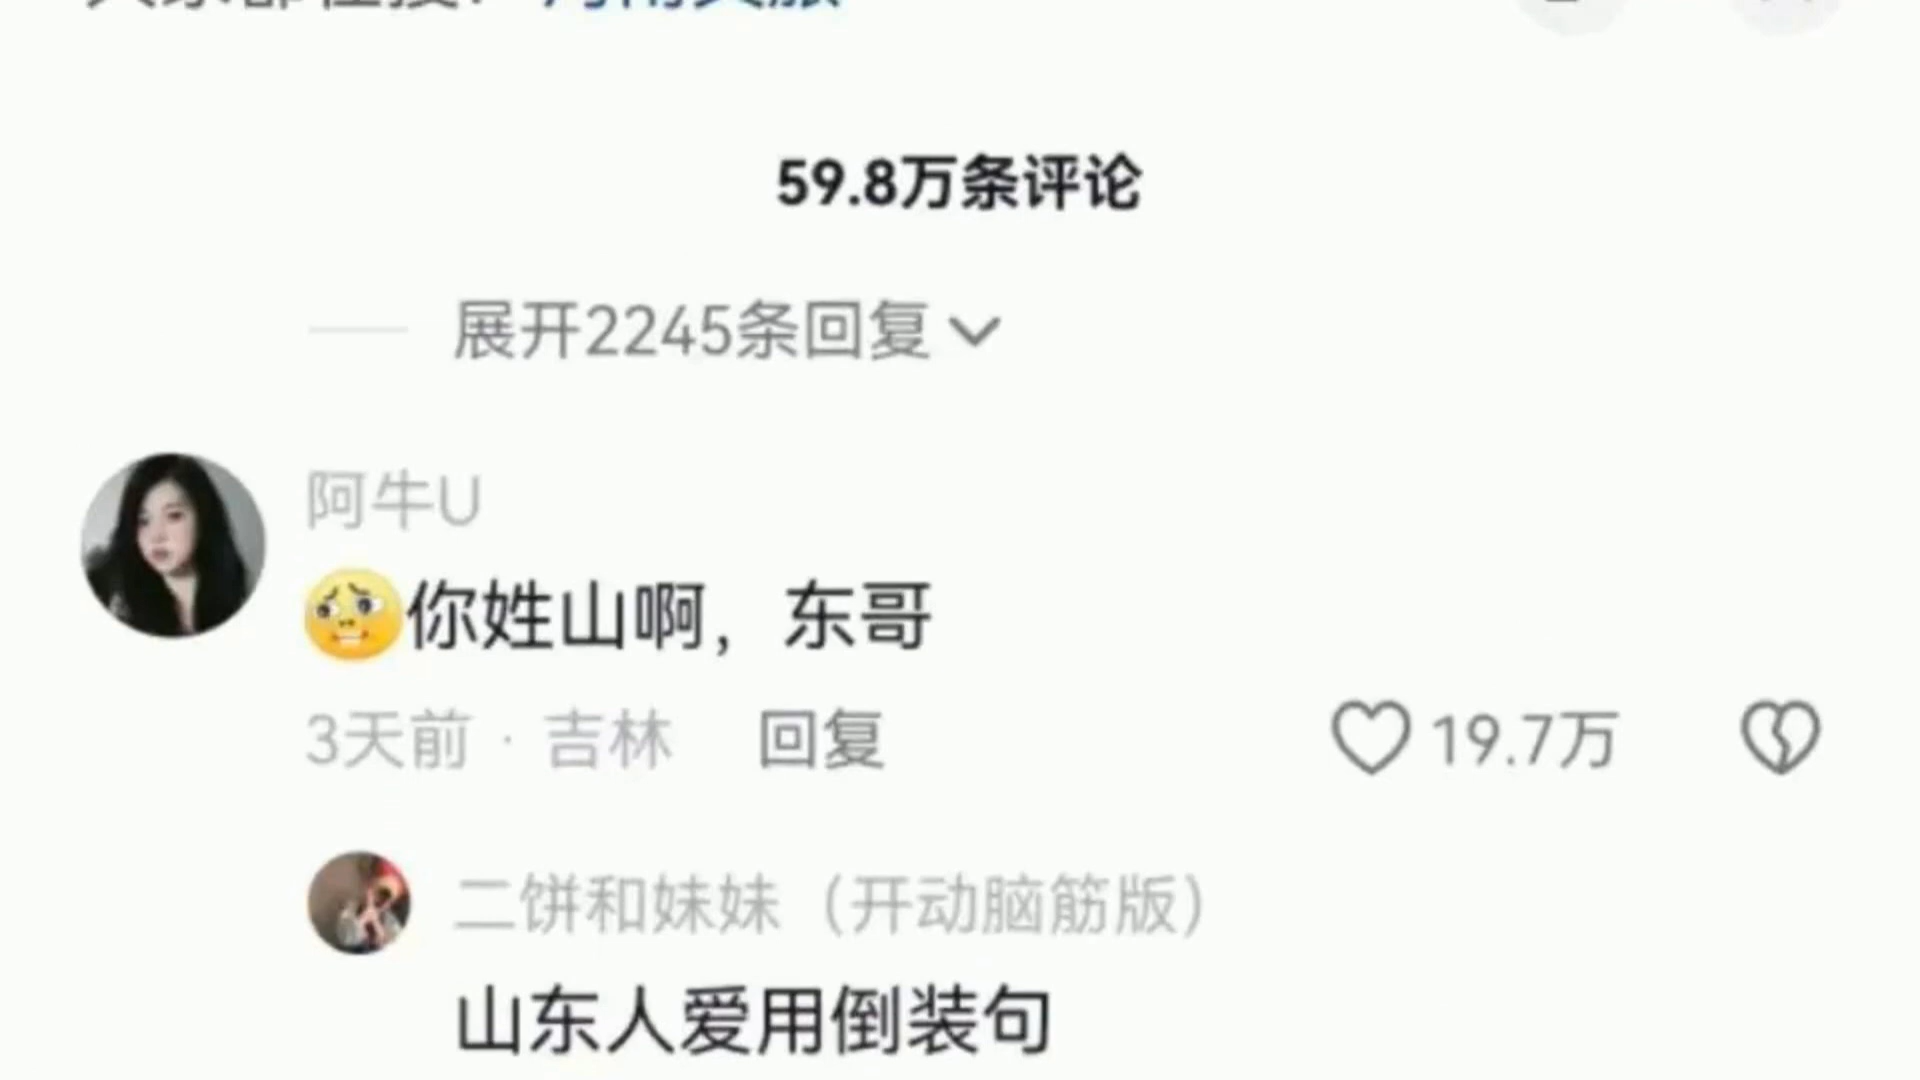 59.8万条评论
展开2245条回复
阿牛U
你姓山啊，东哥
3天前 · 吉林 回复
19.7万
二饼和妹妹（开动脑筋版）
山东人爱用倒装句